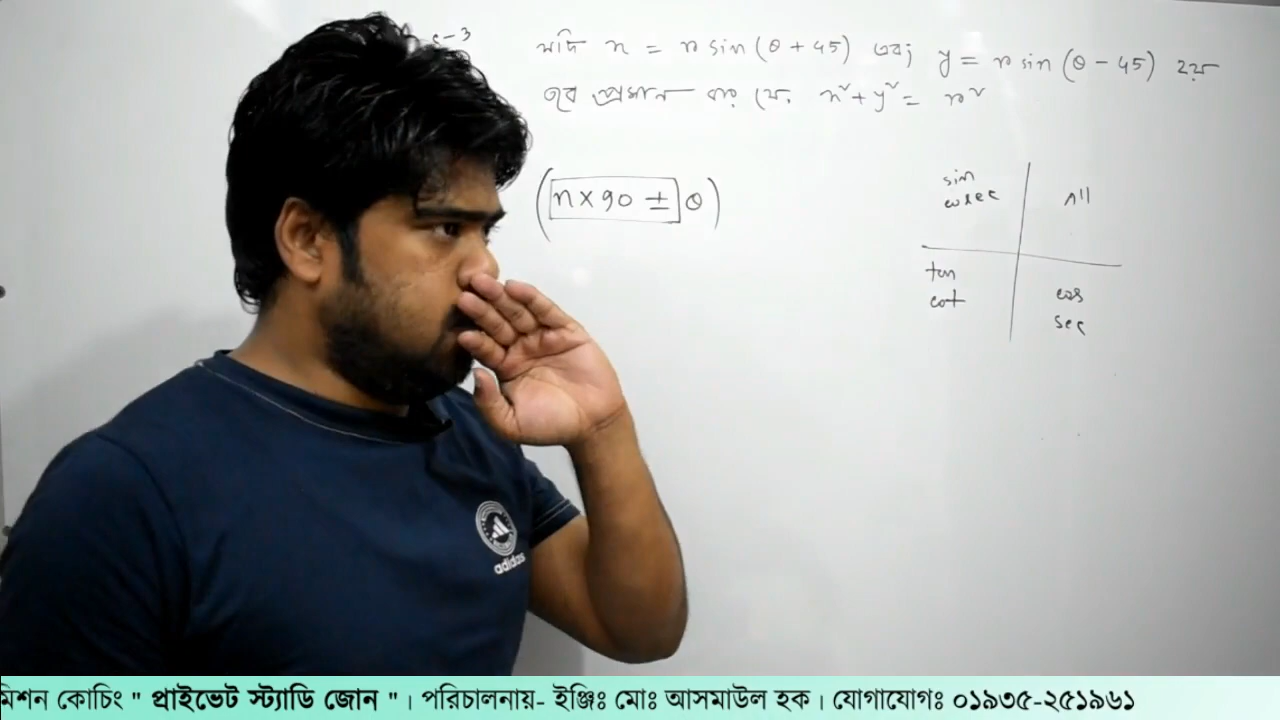 যদি x = r sin (θ + 45) এবং y = r sin (θ - 45) হয়
তবে প্রমান কর যে, x² + y² = r²
(n × 90 ± θ)
sin
cosec
All
tan
cot
cos
sec
adidas
মিশন কোচিং " প্রাইভেট স্ট্যাডি জোন " । পরিচালনায়- ইঞ্জিঃ মোঃ আসমাউল হক । যোগাযোগঃ ০১৯৩৫-২৫১৯৬১